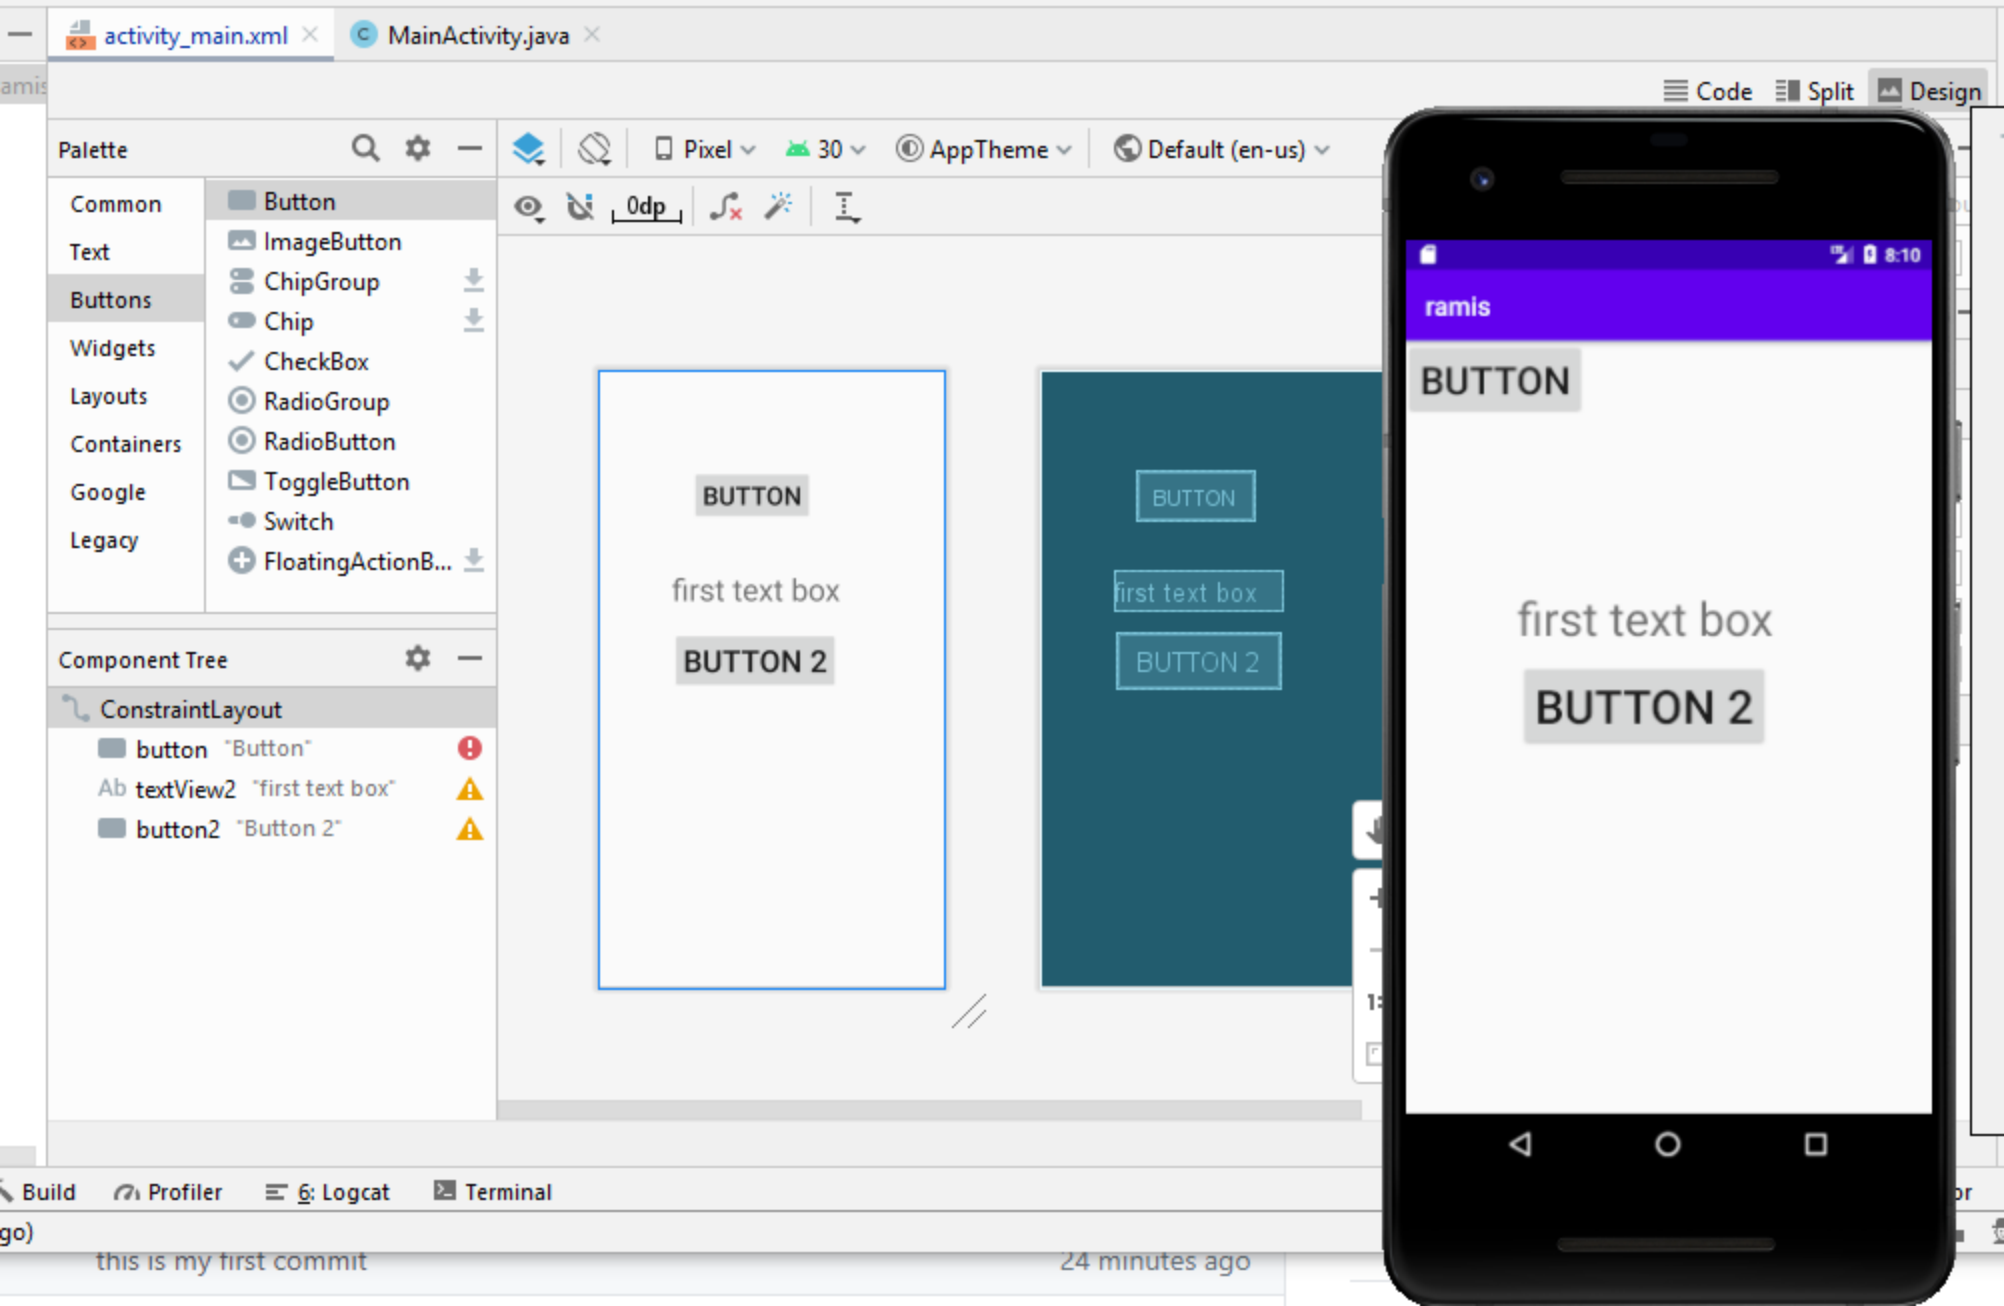 activity_main.xml
MainActivity.java
ramis
Code
Split
Design
Palette
Pixel
30
AppTheme
Default (en-us)
0dp
Common
Text
Buttons
Widgets
Layouts
Containers
Google
Legacy
Button
ImageButton
ChipGroup
Chip
CheckBox
RadioGroup
RadioButton
ToggleButton
Switch
FloatingActionB...
Component Tree
ConstraintLayout
button "Button"
Ab textView2 "first text box"
button2 "Button 2"
BUTTON
first text box
BUTTON 2
BUTTON
first text box
BUTTON 2
8:10
ramis
BUTTON
first text box
BUTTON 2
Build
Profiler
6: Logcat
Terminal
or
go)
this is my first commit
24 minutes ago